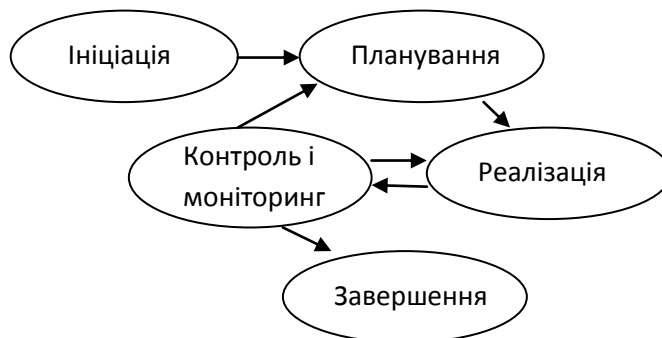 Ініціація
Планування
Контроль і
моніторинг
Реалізація
Завершення